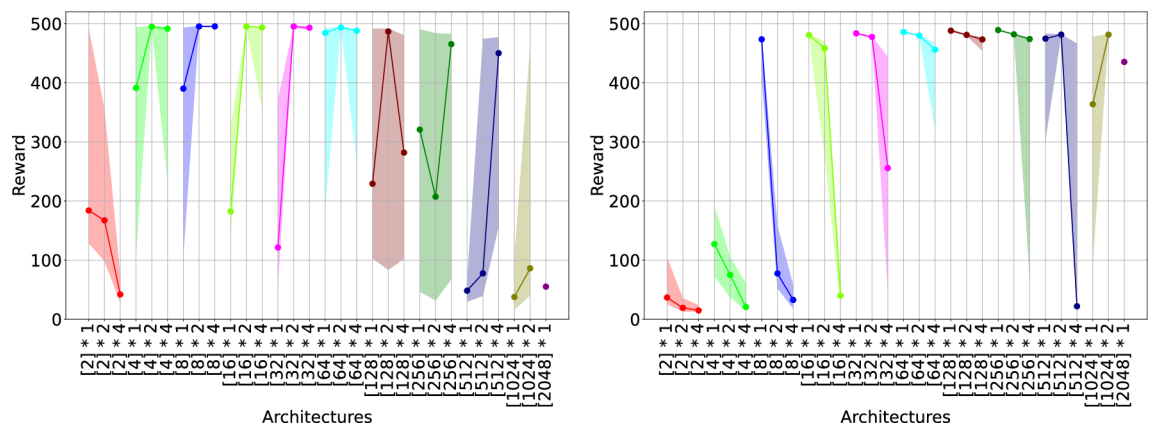 500
400
300
200
100
0
Reward
[2] * 1
[2] * 2
[2] * 4
[4] * 1
[4] * 2
[4] * 4
[8] * 1
[8] * 2
[8] * 4
[16] * 1
[16] * 2
[16] * 4
[32] * 1
[32] * 2
[32] * 4
[64] * 1
[64] * 2
[64] * 4
[128] * 1
[128] * 2
[128] * 4
[256] * 1
[256] * 2
[256] * 4
[512] * 1
[512] * 2
[512] * 4
[1024] * 1
[1024] * 2
[2048] * 1
Architectures
500
400
300
200
100
0
Reward
[2] * 1
[2] * 2
[2] * 4
[4] * 1
[4] * 2
[4] * 4
[8] * 1
[8] * 2
[8] * 4
[16] * 1
[16] * 2
[16] * 4
[32] * 1
[32] * 2
[32] * 4
[64] * 1
[64] * 2
[64] * 4
[128] * 1
[128] * 2
[128] * 4
[256] * 1
[256] * 2
[256] * 4
[512] * 1
[512] * 2
[512] * 4
[1024] * 1
[1024] * 2
[2048] * 1
Architectures